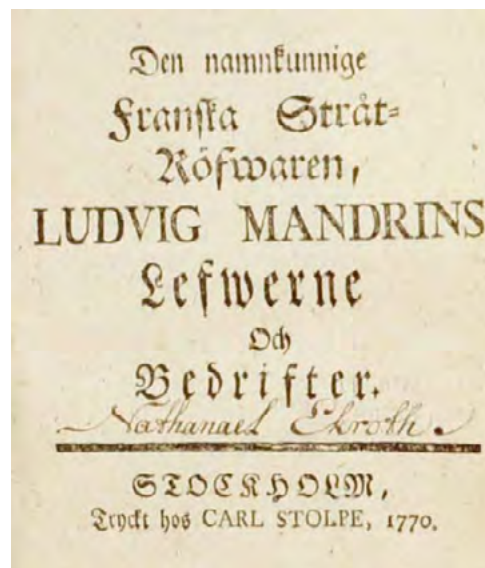 Den namnkunnige
Franska Stråt=
Röfwaren,
LUDVIG MANDRINS
Lefwerne
Och
Bedrifter.
Nathanael Ekroth.
STOCKHOLM,
Tryckt hos CARL STOLPE, 1770.